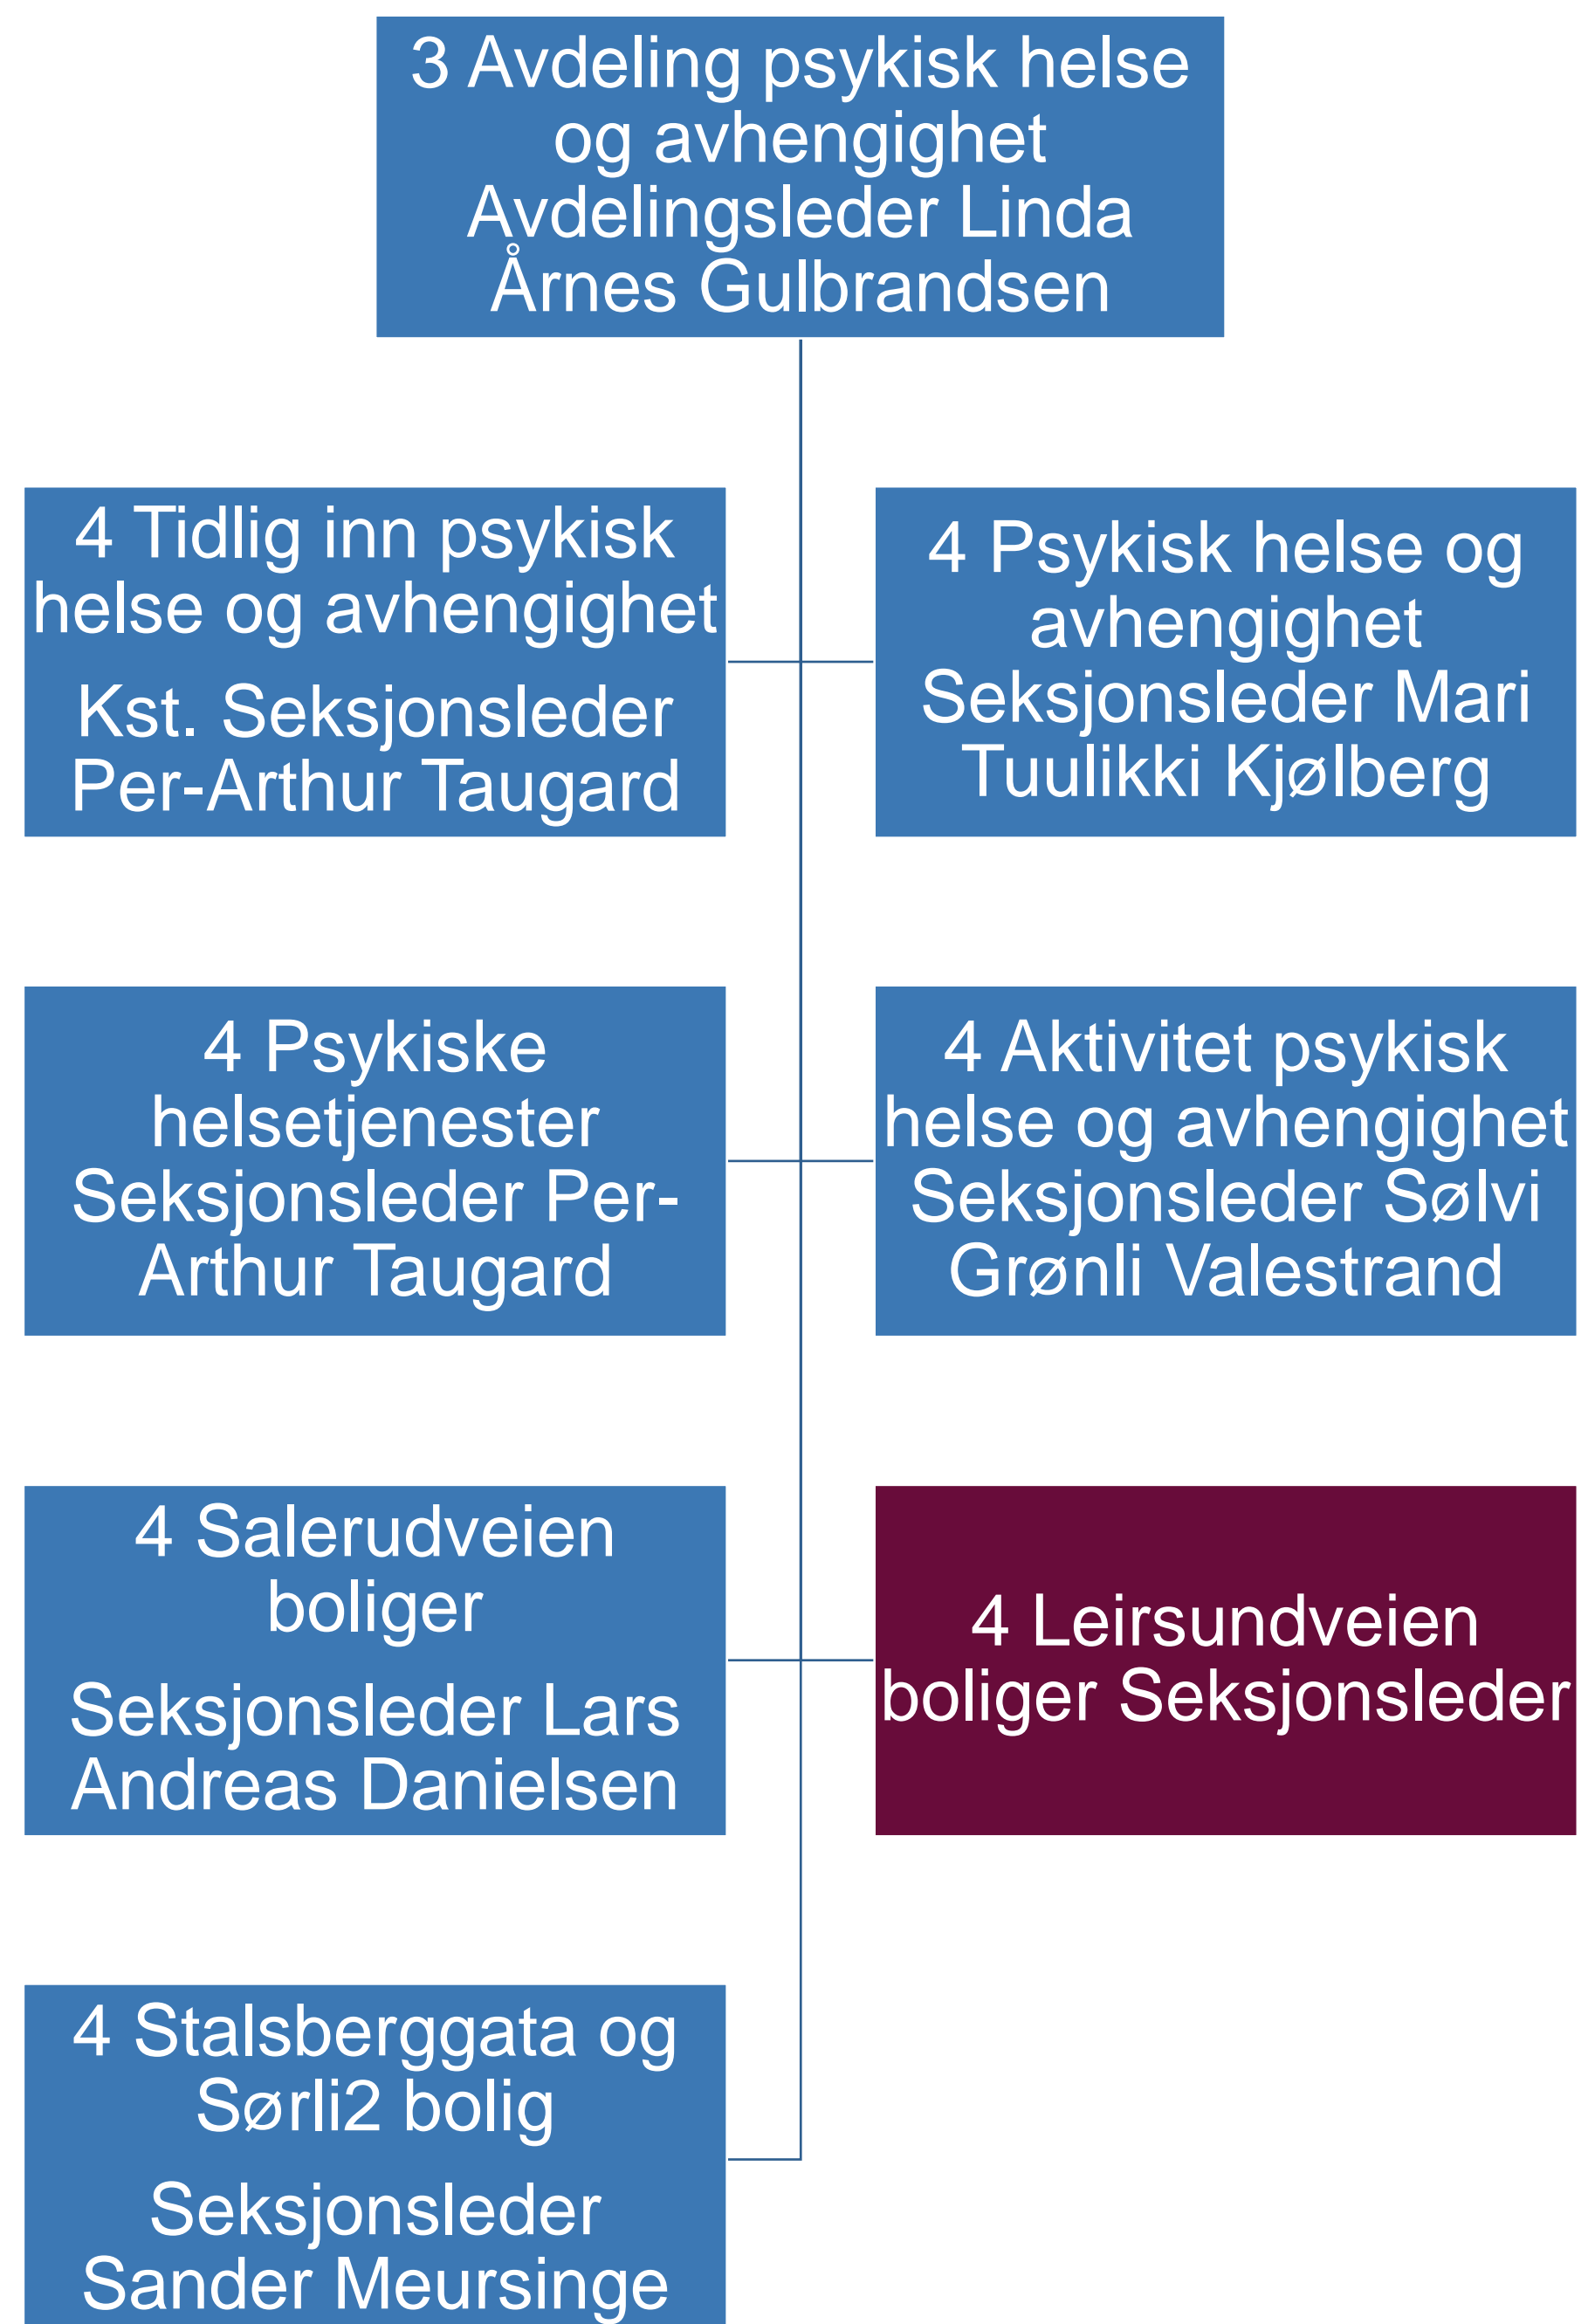 3 Avdeling psykisk helse
og avhengighet
Avdelingsleder Linda
Årnes Gulbrandsen
4 Tidlig inn psykisk
helse og avhengighet
Kst. Seksjonsleder
Per-Arthur Taugard
4 Psykisk helse og
avhengighet
Seksjonsleder Mari
Tuulikki Kjølberg
4 Psykiske
helsetjenester
Seksjonsleder Per-
Arthur Taugard
4 Aktivitet psykisk
helse og avhengighet
Seksjonsleder Sølvi
Grønli Valestrand
4 Salerudveien
boliger
Seksjonsleder Lars
Andreas Danielsen
4 Leirsundveien
boliger Seksjonsleder
4 Stalsberggata og
Sørli2 bolig
Seksjonsleder
Sander Meursinge